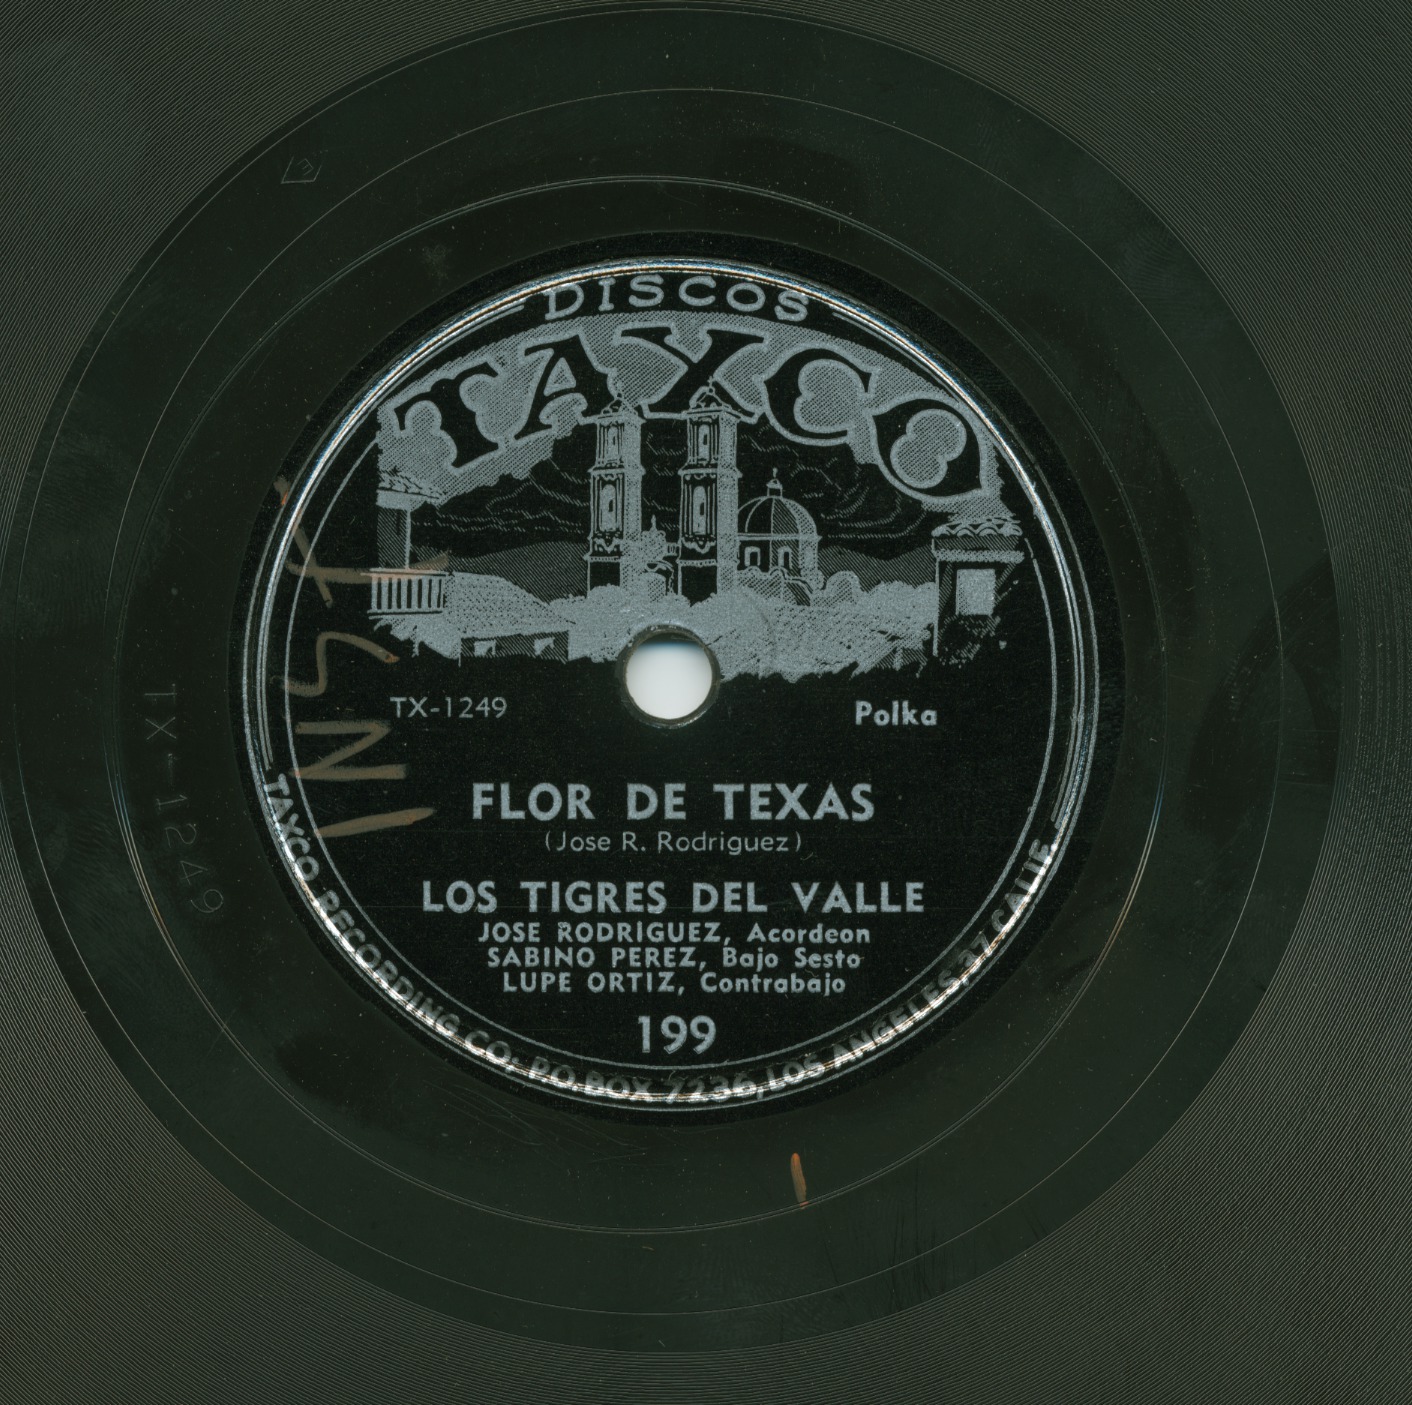 DISCOS
TAXCO
TX-1249
Polka
FLOR DE TEXAS
(Jose R. Rodriguez)
LOS TIGRES DEL VALLE
JOSE RODRIGUEZ, Acordeon
SABINO PEREZ, Bajo Sesto
LUPE ORTIZ, Contrabajo
199
TAXCO RECORDING CO; P.O. BOX 7236, LOS ANGELES, 37 CALIF.
INST
TX-1249